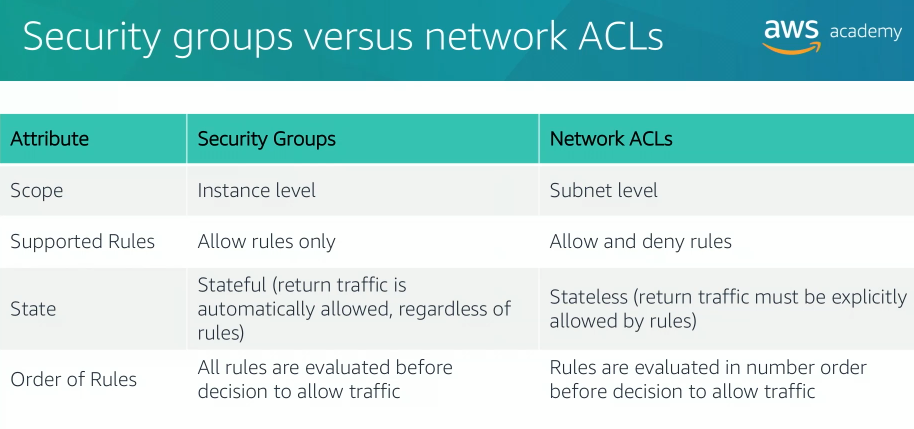 Security groups versus network ACLs
aws academy
Attribute
Security Groups
Network ACLs
Scope
Instance level
Subnet level
Supported Rules
Allow rules only
Allow and deny rules
State
Stateful (return traffic is
automatically allowed, regardless of
rules)
Stateless (return traffic must be explicitly
allowed by rules)
Order of Rules
All rules are evaluated before
decision to allow traffic
Rules are evaluated in number order
before decision to allow traffic